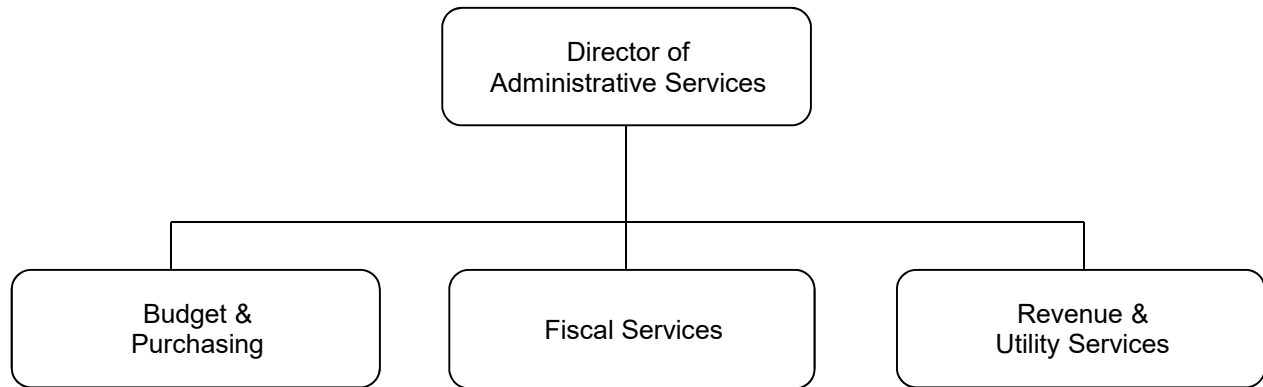 Director of
Administrative Services
Budget &
Purchasing
Fiscal Services
Revenue &
Utility Services